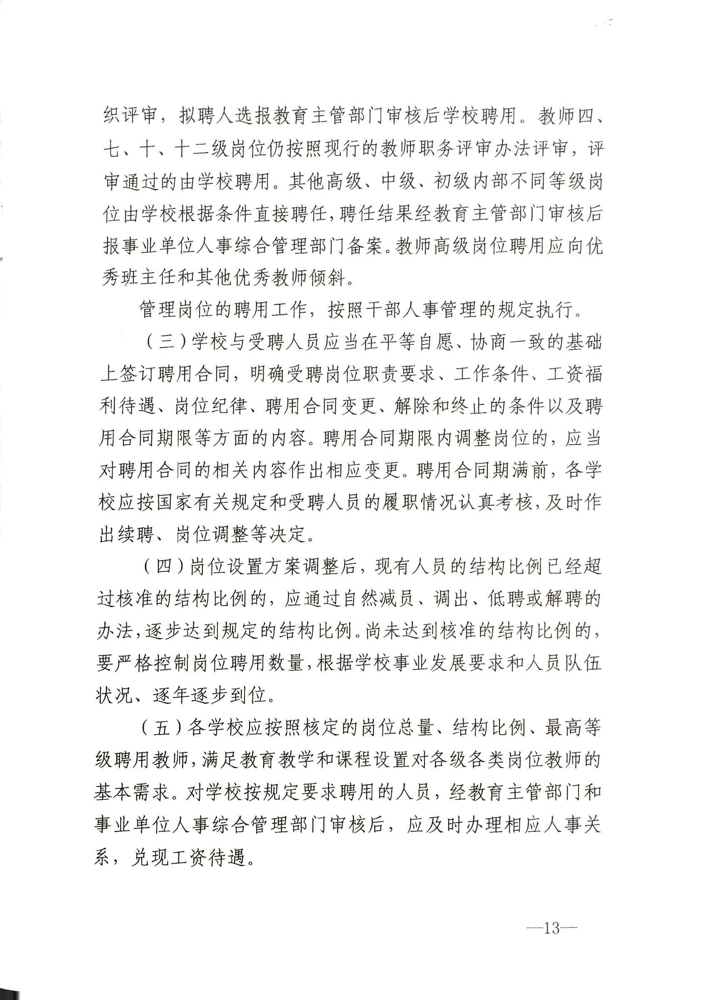 织评审，拟聘人选报教育主管部门审核后学校聘用。教师四、
七、十、十二级岗位仍按照现行的教师职务评审办法评审，评
审通过的由学校聘用。其他高级、中级、初级内部不同等级岗
位由学校根据条件直接聘任，聘任结果经教育主管部门审核后
报事业单位人事综合管理部门备案。教师高级岗位聘用应向优
秀班主任和其他优秀教师倾斜。
管理岗位的聘用工作，按照干部人事管理的规定执行。
（三）学校与受聘人员应当在平等自愿、协商一致的基础
上签订聘用合同，明确受聘岗位职责要求、工作条件、工资福
利待遇、岗位纪律、聘用合同变更、解除和终止的条件以及聘
用合同期限等方面的内容。聘用合同期限内调整岗位的，应当
对聘用合同的相关内容作出相应变更。聘用合同期满前，各学
校应按国家有关规定和受聘人员的履职情况认真考核，及时作
出续聘、岗位调整等决定。
（四）岗位设置方案调整后，现有人员的结构比例已经超
过核准的结构比例的，应通过自然减员、调出、低聘或解聘的
办法，逐步达到规定的结构比例。尚未达到核准的结构比例的，
要严格控制岗位聘用数量，根据学校事业发展要求和人员队伍
状况、逐年逐步到位。
（五）各学校应按照核定的岗位总量、结构比例、最高等
级聘用教师，满足教育教学和课程设置对各级各类岗位教师的
基本需求。对学校按规定要求聘用的人员，经教育主管部门和
事业单位人事综合管理部门审核后，应及时办理相应人事关
系，兑现工资待遇。
—13—